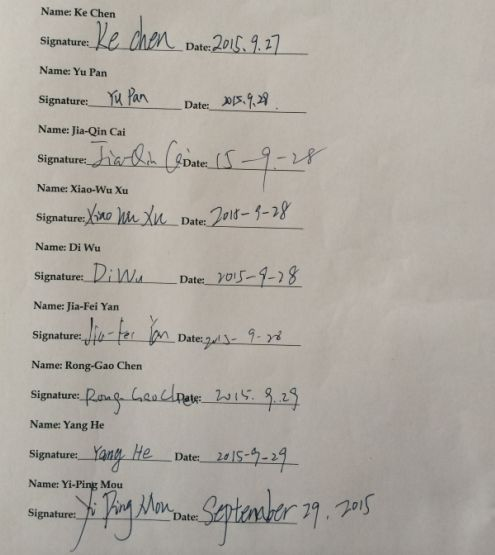 Name: Ke Chen
Signature: Ke chen Date: 2015.9.27
Name: Yu Pan
Signature: Yu Pan Date: 2015.9.28.
Name: Jia-Qin Cai
Signature: Jia-Qin Cai Date: 15-9-28
Name: Xiao-Wu Xu
Signature: Xiao Wu Xu Date: 2015-9-28
Name: Di Wu
Signature: Di Wu Date: 2015-9-28
Name: Jia-Fei Yan
Signature: Jia-fei Yan Date: 2015-9-28
Name: Rong-Gao Chen
Signature: Rong Gao Chen Date: 2015.9.29
Name: Yang He
Signature: Yang He Date: 2015-9-29
Name: Yi-Ping Mou
Signature: Yi Ping Mou Date: September 29, 2015